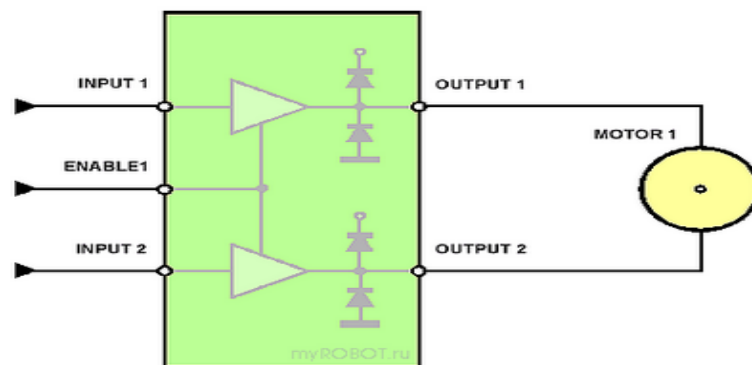 INPUT 1
OUTPUT 1
MOTOR 1
ENABLE1
INPUT 2
OUTPUT 2
myROBOT.ru